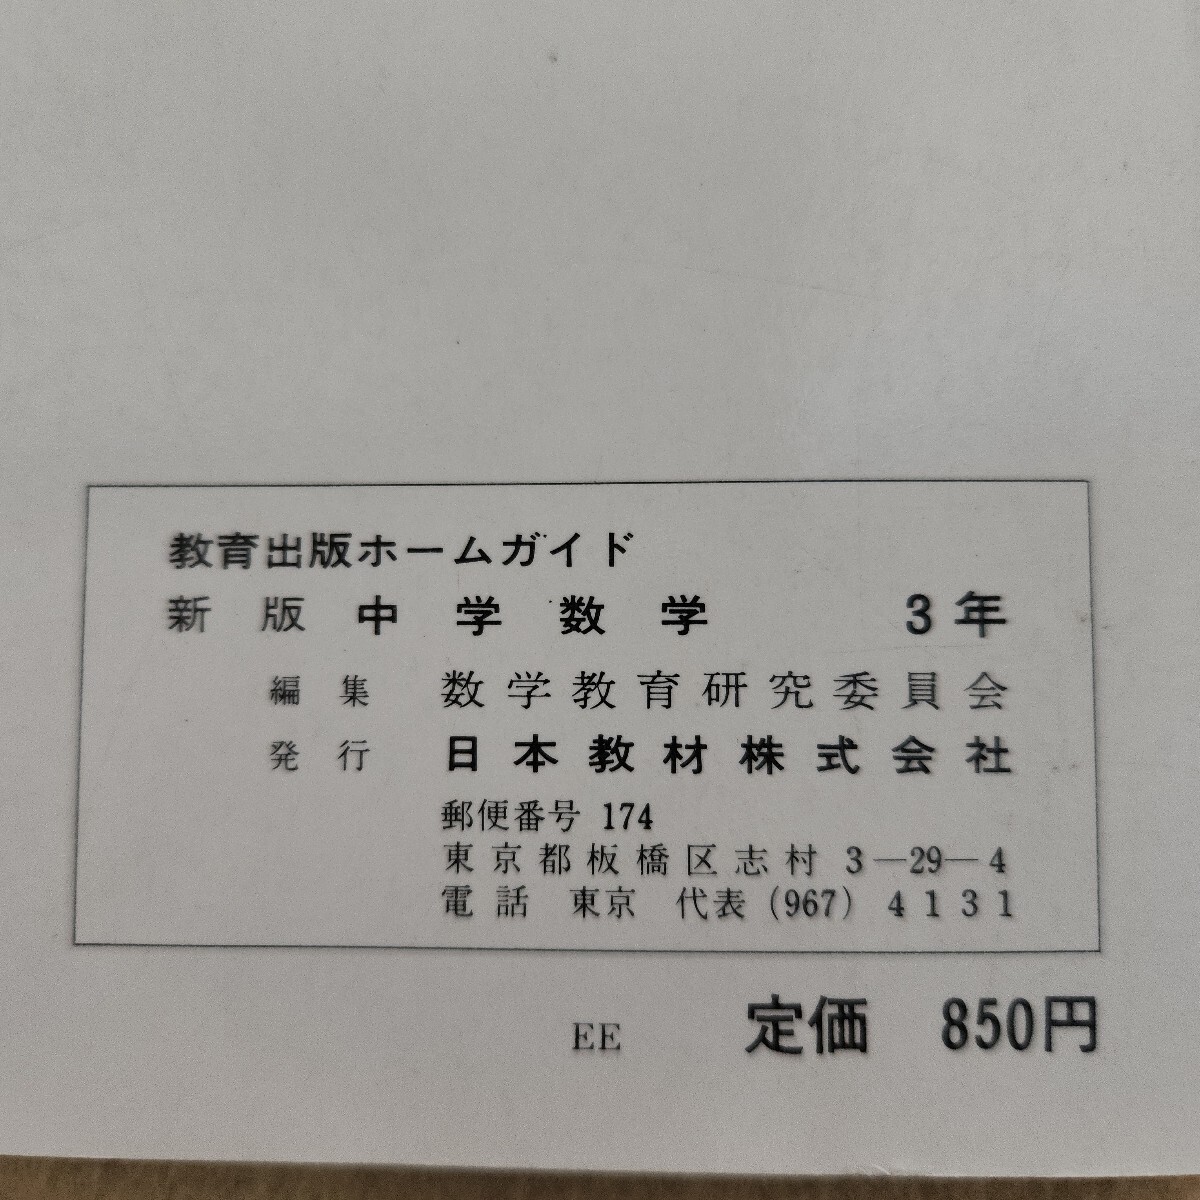 教育出版ホームガイド
新版 中学数学 3年
編集 数学教育研究委員会
発行 日本教材株式会社
郵便番号 174
東京都板橋区志村 3—29—4
電話 東京 代表 (967) 4131
EE 定価 850円